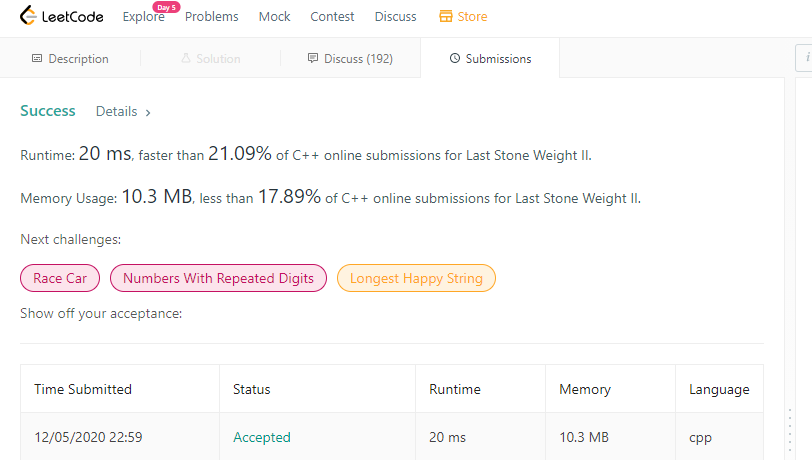 LeetCode Explore Day 5 Problems Mock Contest Discuss Store
Description Solution Discuss (192) Submissions i
Success Details ›
Runtime: 20 ms, faster than 21.09% of C++ online submissions for Last Stone Weight II.
Memory Usage: 10.3 MB, less than 17.89% of C++ online submissions for Last Stone Weight II.
Next challenges:
Race Car Numbers With Repeated Digits Longest Happy String
Show off your acceptance:
Time Submitted Status Runtime Memory Language
12/05/2020 22:59 Accepted 20 ms 10.3 MB cpp